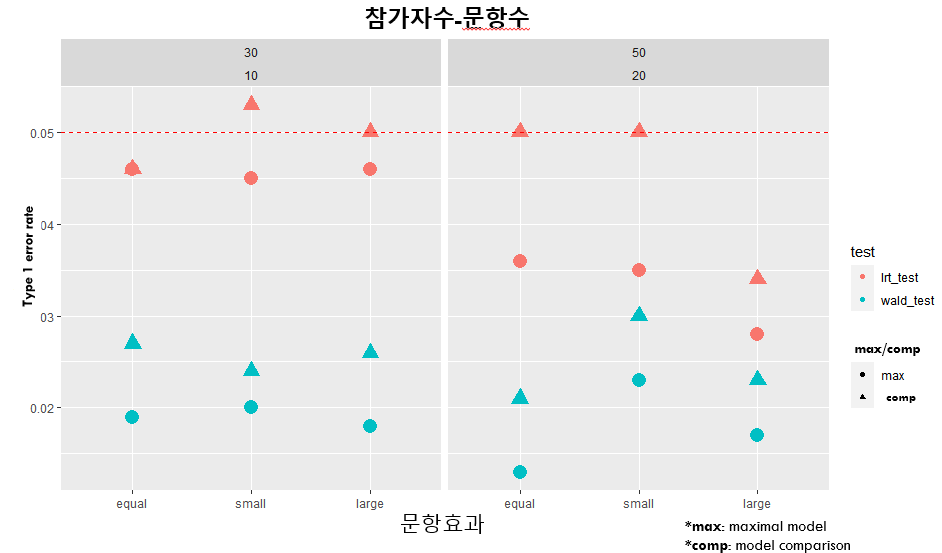 참가자수-문항수
30
50
10
20
0.05
04
03
0.02
Type 1 error rate
equal
small
large
equal
small
large
문항효과
test
lrt_test
wald_test
max/comp
max
comp
*max: maximal model
*comp: model comparison